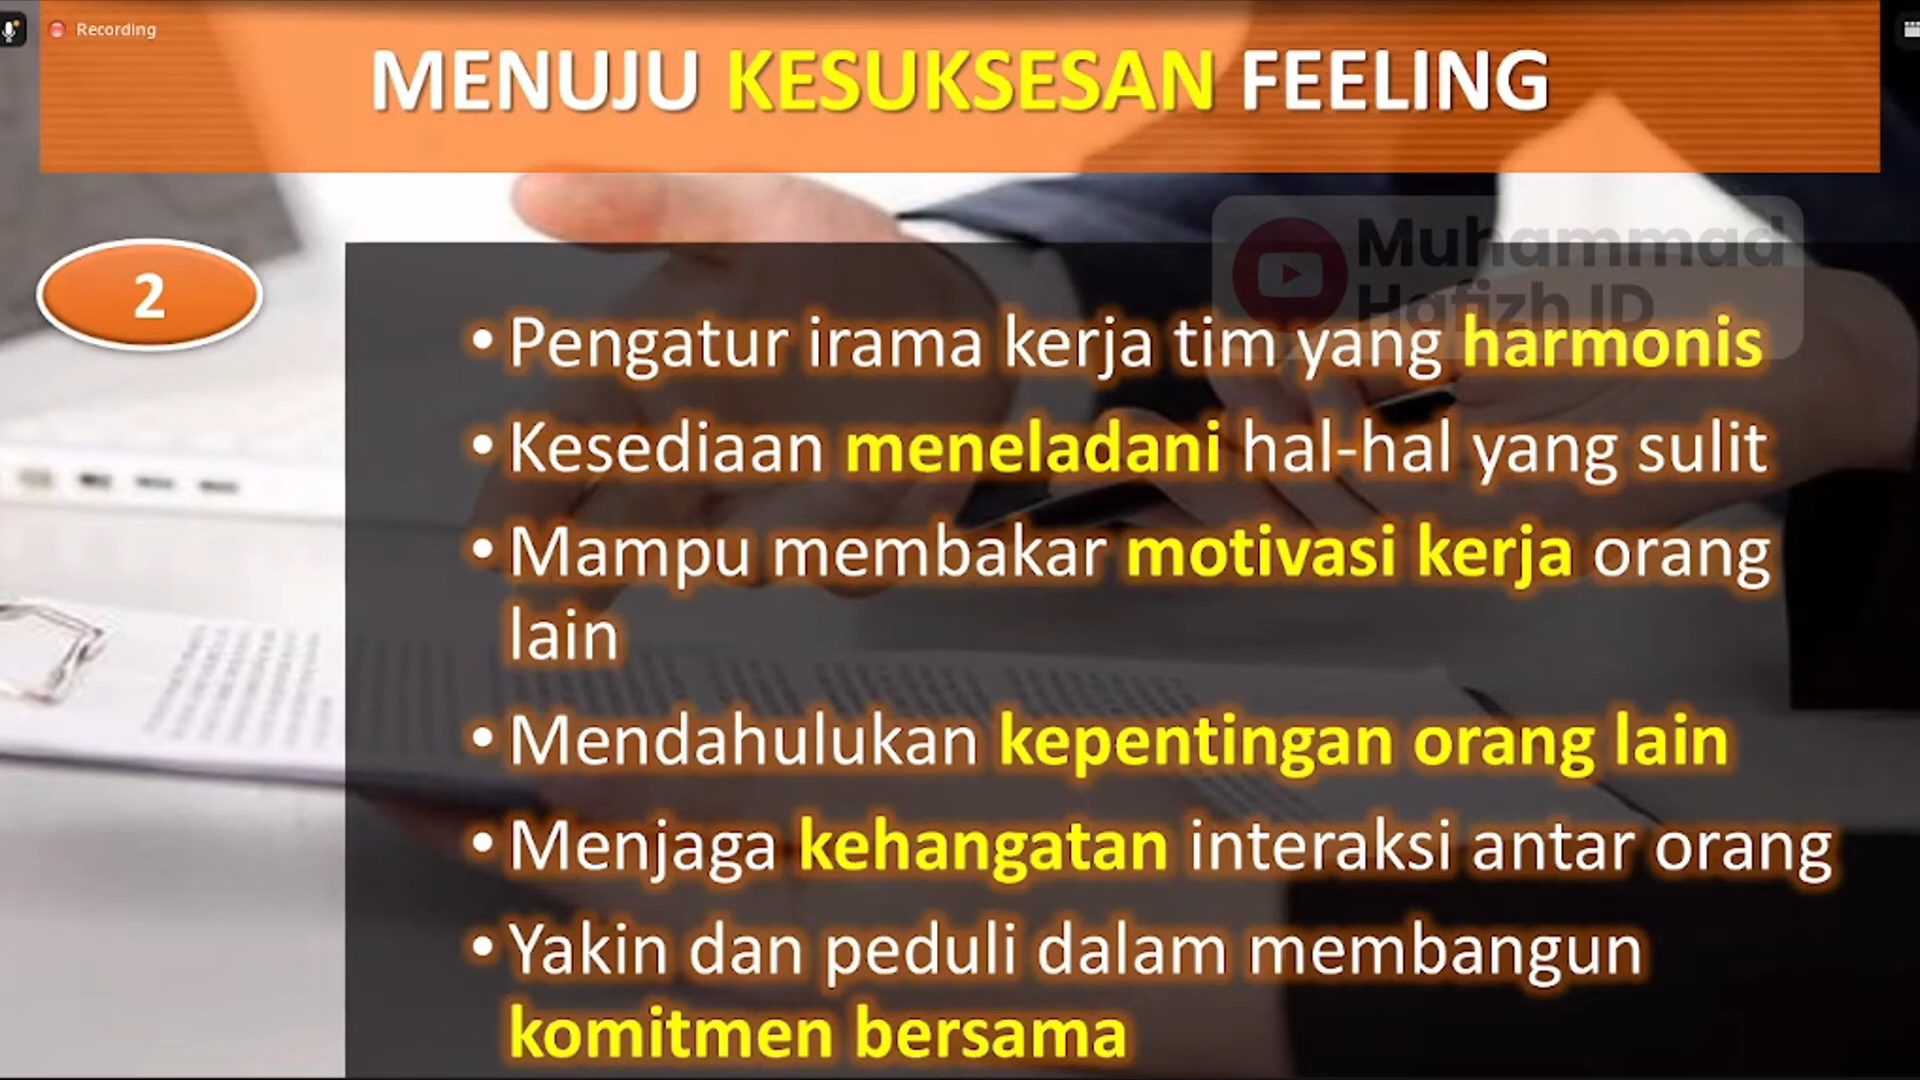 Recording
MENUJU KESUKSESAN FEELING
Muhammad
Hafizh ID
2
• Pengatur irama kerja tim yang harmonis
• Kesediaan meneladani hal-hal yang sulit
• Mampu membakar motivasi kerja orang
lain
• Mendahulukan kepentingan orang lain
• Menjaga kehangatan interaksi antar orang
• Yakin dan peduli dalam membangun
komitmen bersama